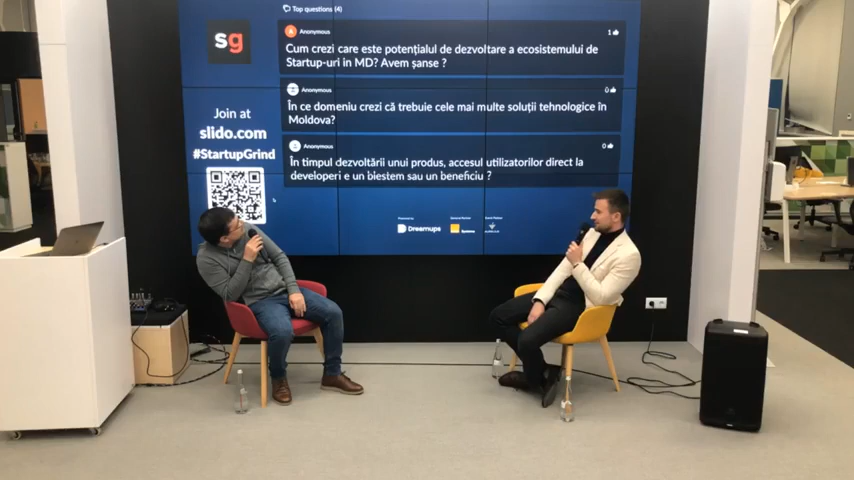 Top questions (4)
sg
Anonymous
1
Cum crezi care este potențialul de dezvoltare a ecosistemului de
Startup-uri in MD? Avem șanse ?
Anonymous
0
În ce domeniu crezi că trebuie cele mai multe soluții tehnologice în
Moldova?
Anonymous
0
În timpul dezvoltării unui produs, accesul utilizatorilor direct la
developeri e un biestem sau un beneficiu ?
Join at
slido.com
#StartupGrind
Dreamups